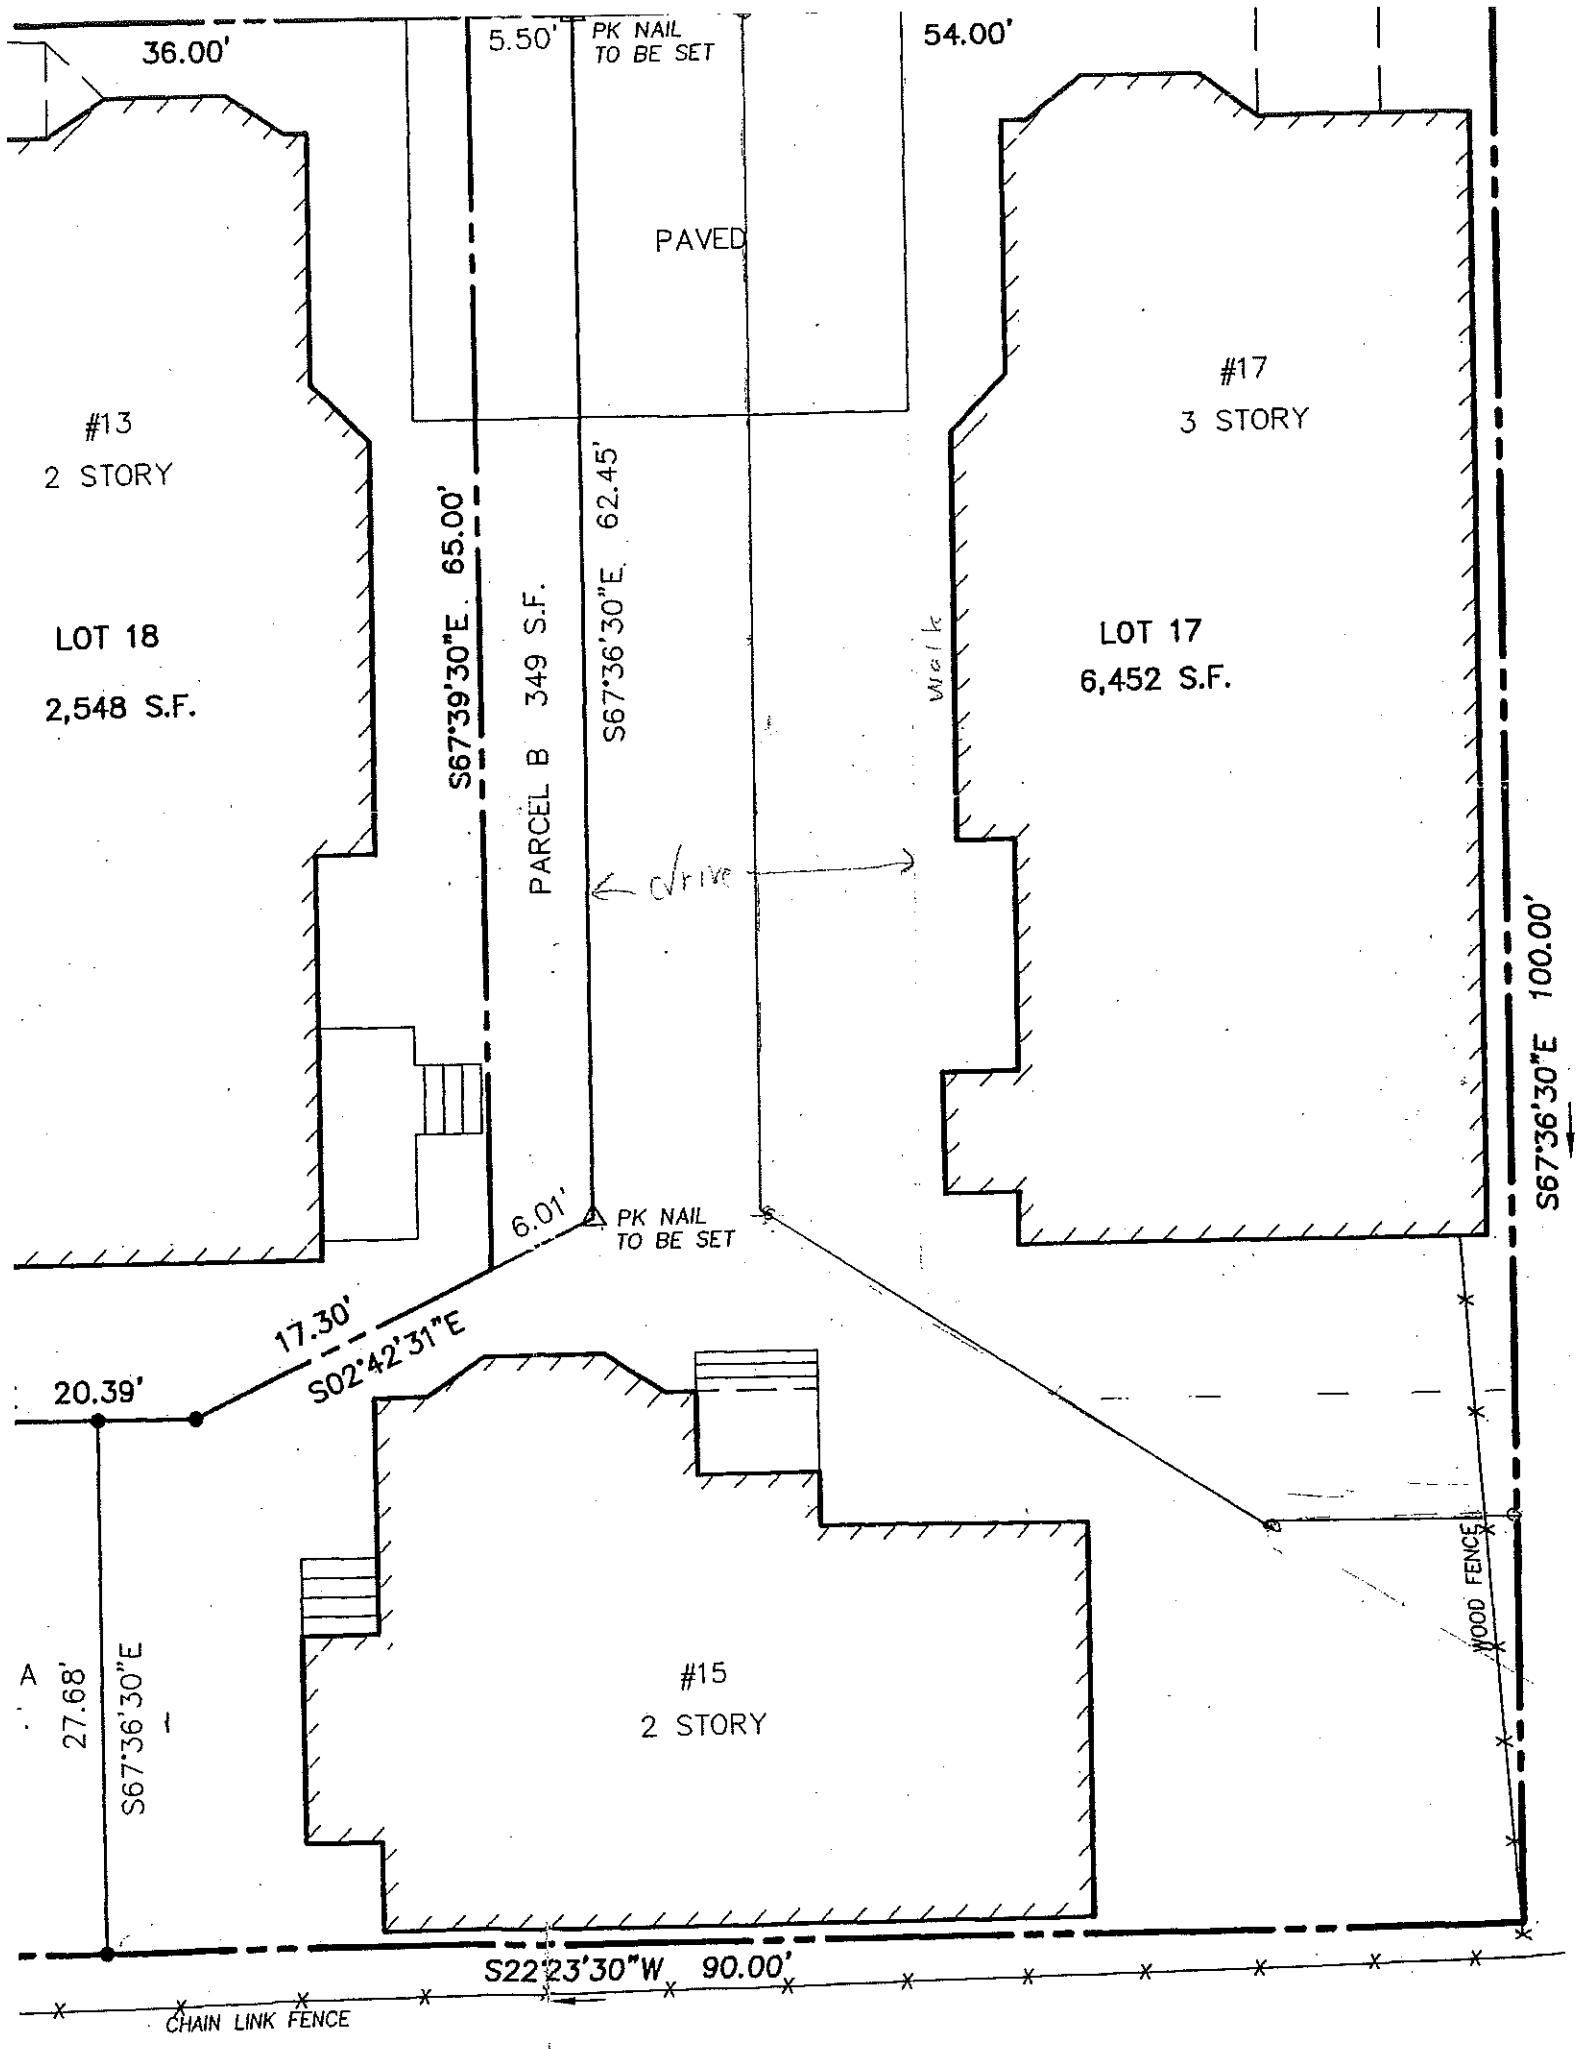 36.00'
5.50'
PK NAIL
TO BE SET
54.00'
PAVED
#17
3 STORY
#13
2 STORY
S67°39'30"E 65.00'
S67°36'30"E 62.45'
PARCEL B 349 S.F.
LOT 18
2,548 S.F.
walk
LOT 17
6,452 S.F.
drive
S67°36'30"E 100.00'
6.01'
PK NAIL
TO BE SET
17.30'
S02°42'31"E
20.39'
WOOD FENCE
A
27.68'
S67°36'30"E
#15
2 STORY
S22°23'30"W 90.00'
CHAIN LINK FENCE